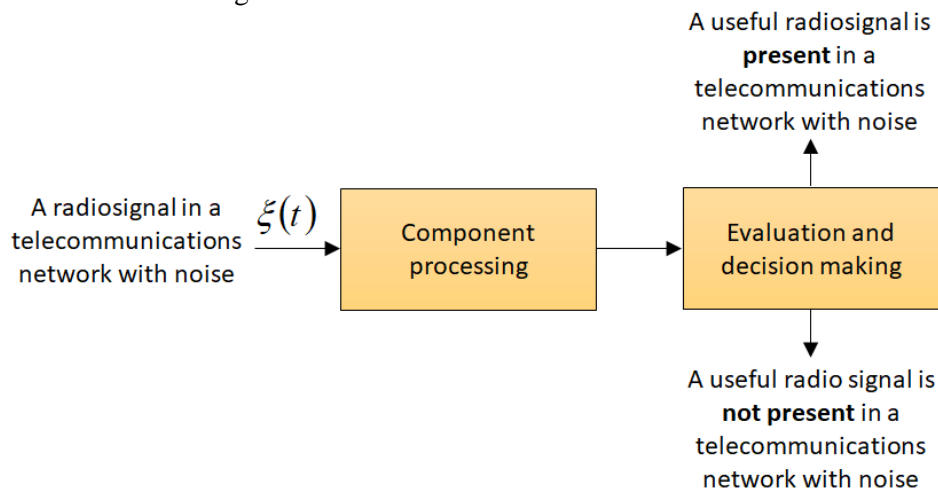 A useful radiosignal is
present in a
telecommunications
network with noise
A radiosignal in a
telecommunications
network with noise
ξ(t)
Component
processing
Evaluation and
decision making
A useful radio signal is
not present in a
telecommunications
network with noise